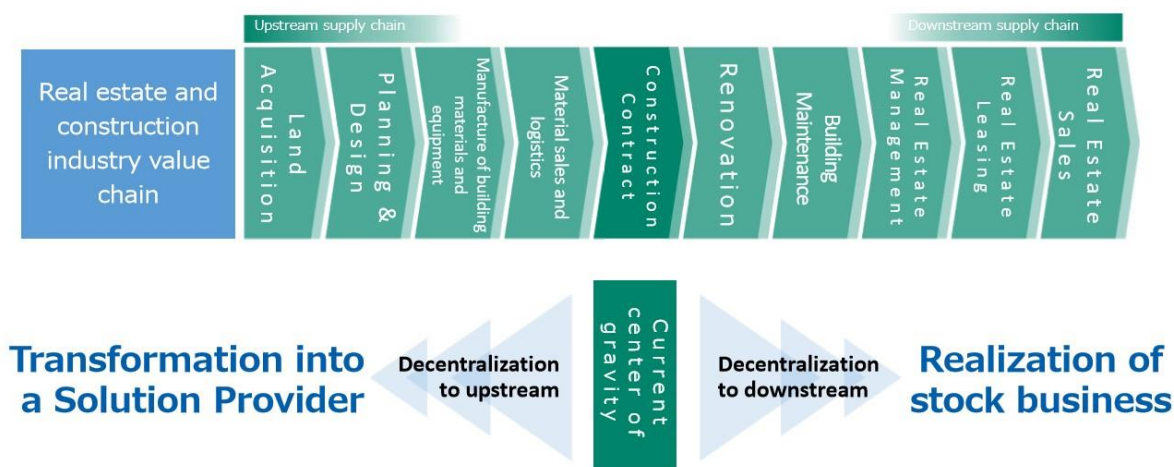 Upstream supply chain
Downstream supply chain
Real estate and
construction
industry value
chain
Land
Acquisition
Planning &
Design
Manufacture of building
materials and
equipment
Material sales and
logistics
Construction
Contract
Renovation
Building
Maintenance
Real Estate
Management
Real Estate
Leasing
Real Estate
Sales
Transformation into
a Solution Provider
Decentralization
to upstream
Current
center of
gravity
Decentralization
to downstream
Realization of
stock business